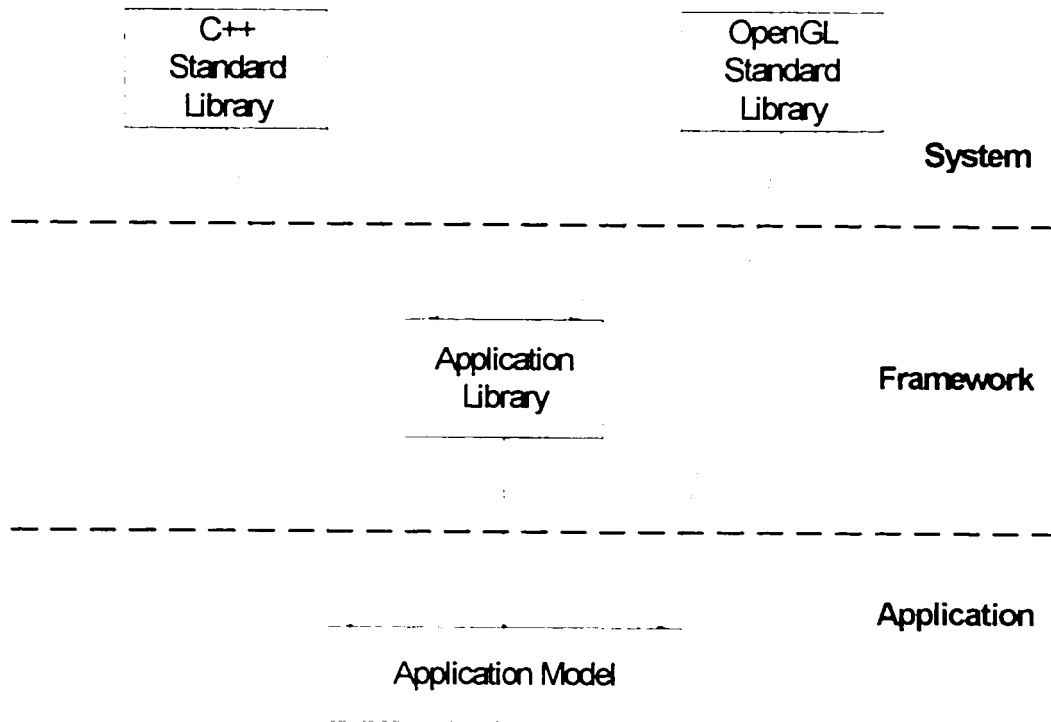 C++
Standard
Library
OpenGL
Standard
Library
System
Application
Library
Framework
Application
Application Model